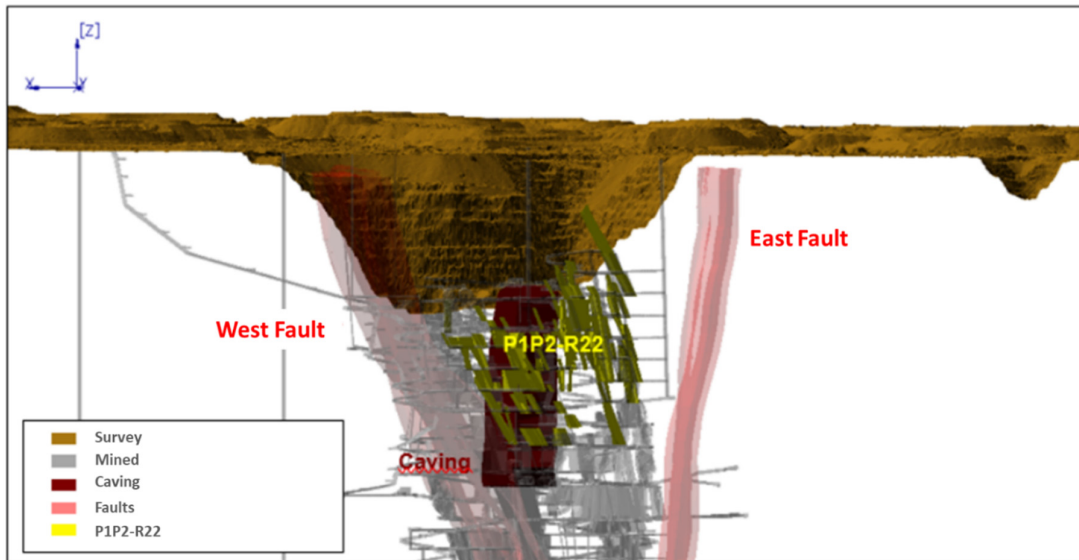 [Z]
X
Y
East Fault
West Fault
P1P2-R22
Caving
Survey
Mined
Caving
Faults
P1P2-R22